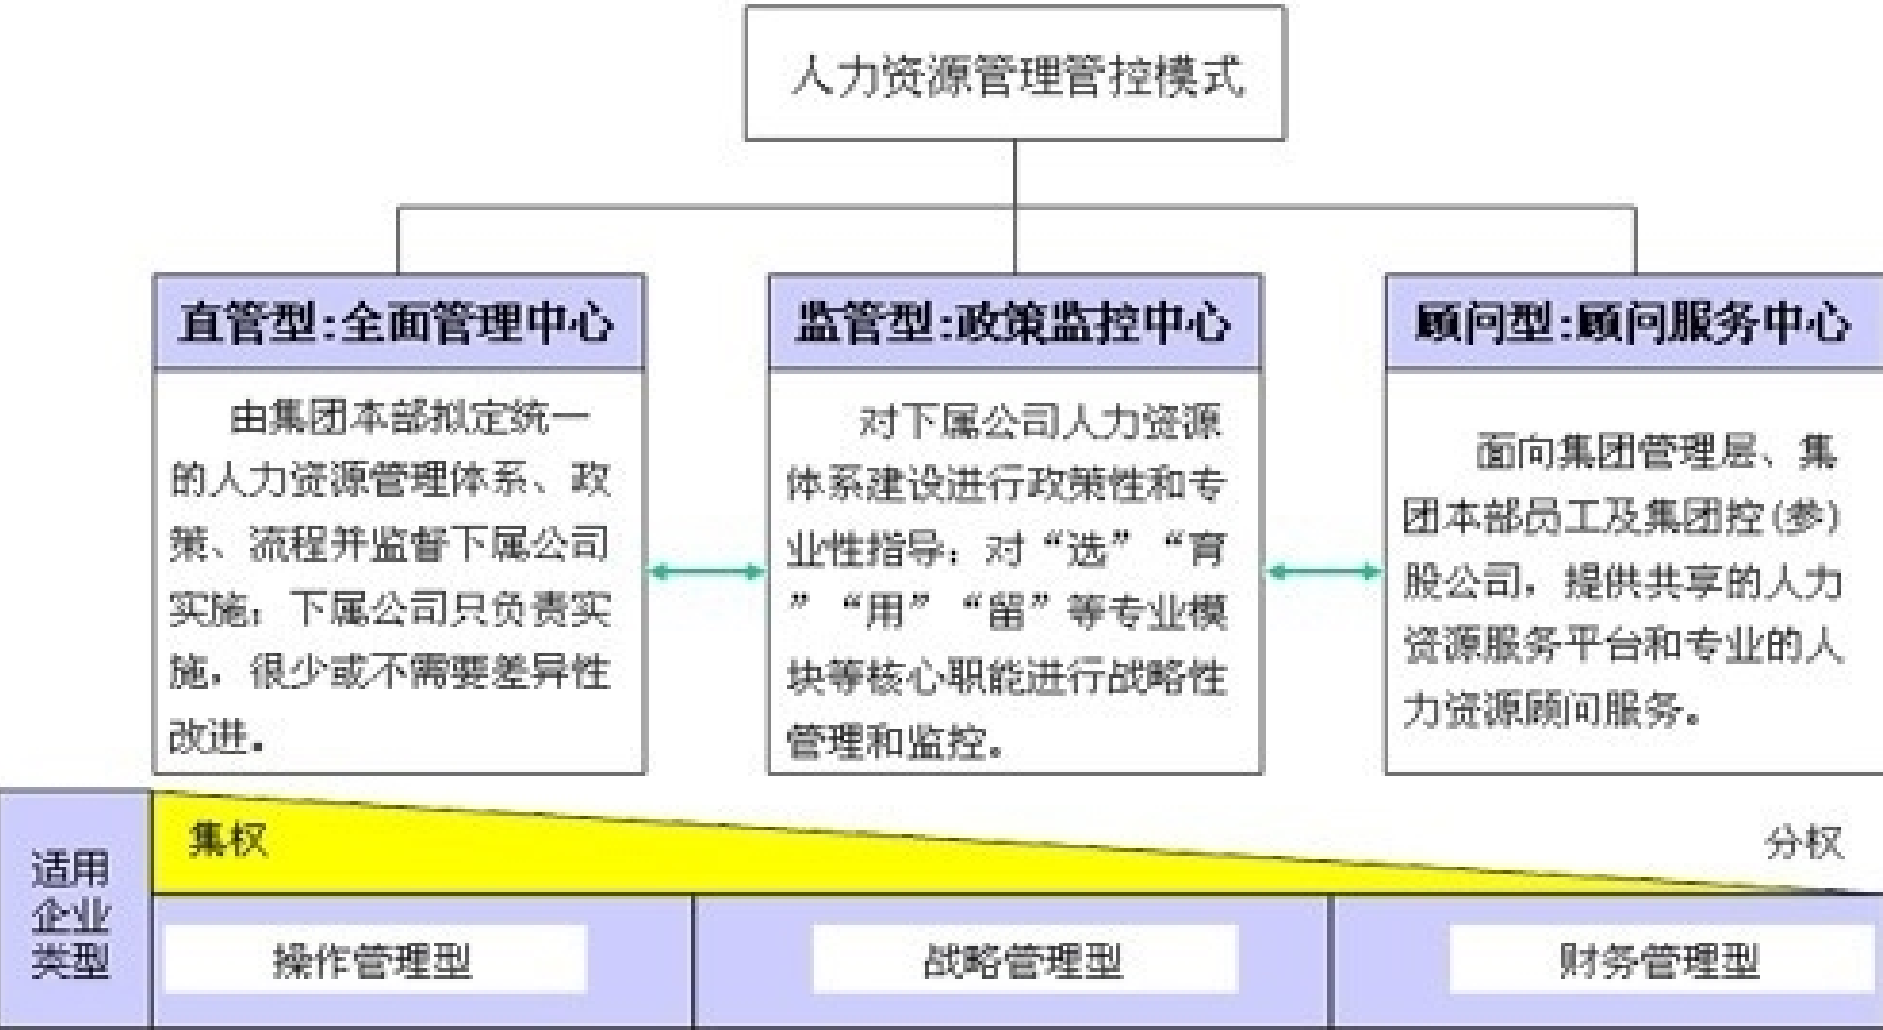 人力资源管理管控模式
直管型:全面管理中心
由集团本部拟定统一
的人力资源管理体系、政
策、流程并监督下属公司
实施；下属公司只负责实
施，很少或不需要差异性
改进。
监管型:政策监控中心
对下属公司人力资源
体系建设进行政策性和专
业性指导；对“选”“育
”“用”“留”等专业模
块等核心职能进行战略性
管理和监控。
顾问型:顾问服务中心
面向集团管理层、集
团本部员工及集团控(参)
股公司，提供共享的人力
资源服务平台和专业的人
力资源顾问服务。
集权
分权
适用
企业
类型
操作管理型
战略管理型
财务管理型